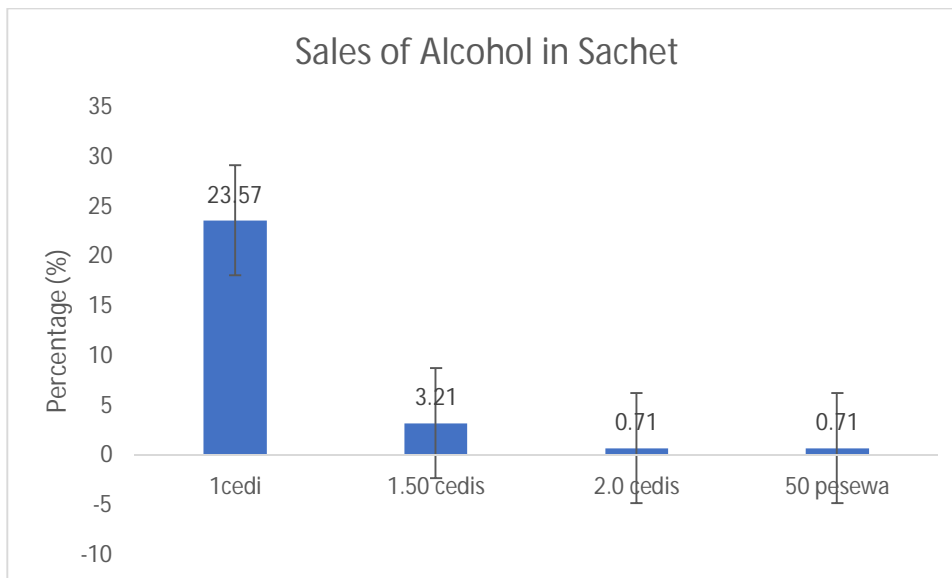 Sales of Alcohol in Sachet
Percentage (%)
35
30
25
20
15
10
5
0
-5
-10
23.57
3.21
0.71
0.71
1cedi
1.50 cedis
2.0 cedis
50 pesewa